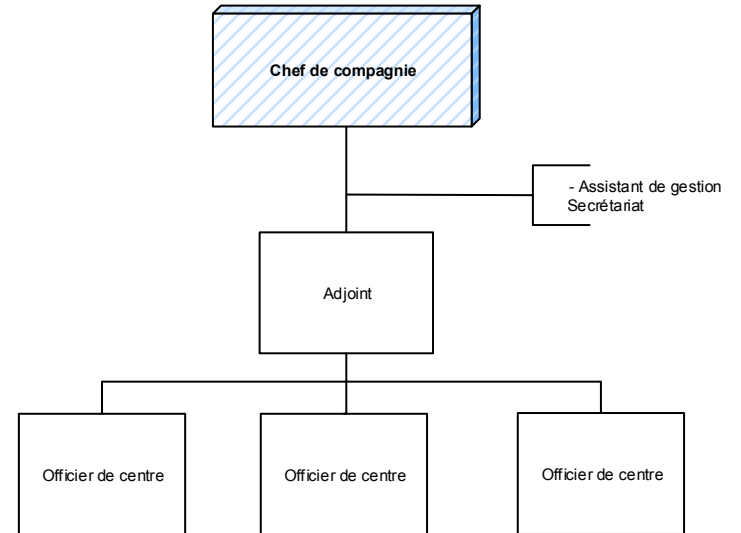 Chef de compagnie
- Assistant de gestion
Secrétariat
Adjoint
Officier de centre
Officier de centre
Officier de centre